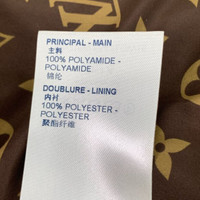 PRINCIPAL - MAIN
主料
100% POLYAMIDE -
POLYAMIDE
锦纶
DOUBLURE - LINING
内衬
100% POLYESTER -
POLYESTER
聚酯纤维